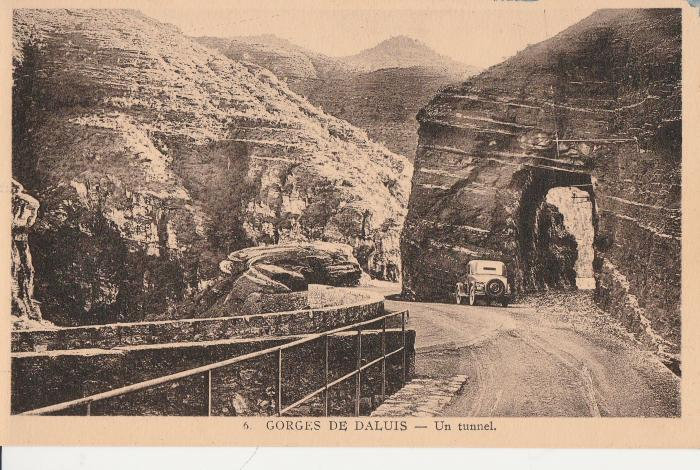 6. GORGES DE DALUIS — Un tunnel.